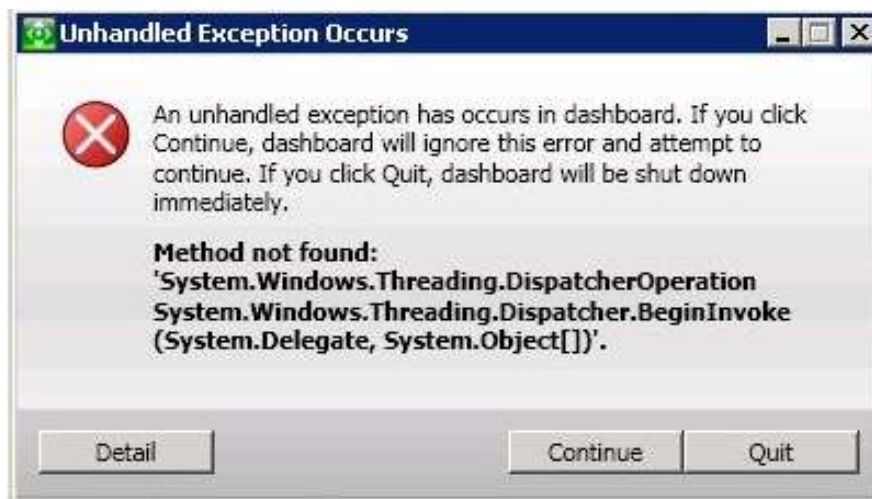 Unhandled Exception Occurs
An unhandled exception has occurs in dashboard. If you click
Continue, dashboard will ignore this error and attempt to
continue. If you click Quit, dashboard will be shut down
immediately.
Method not found:
'System.Windows.Threading.DispatcherOperation
System.Windows.Threading.Dispatcher.BeginInvoke
(System.Delegate, System.Object[])'.
Detail
Continue
Quit